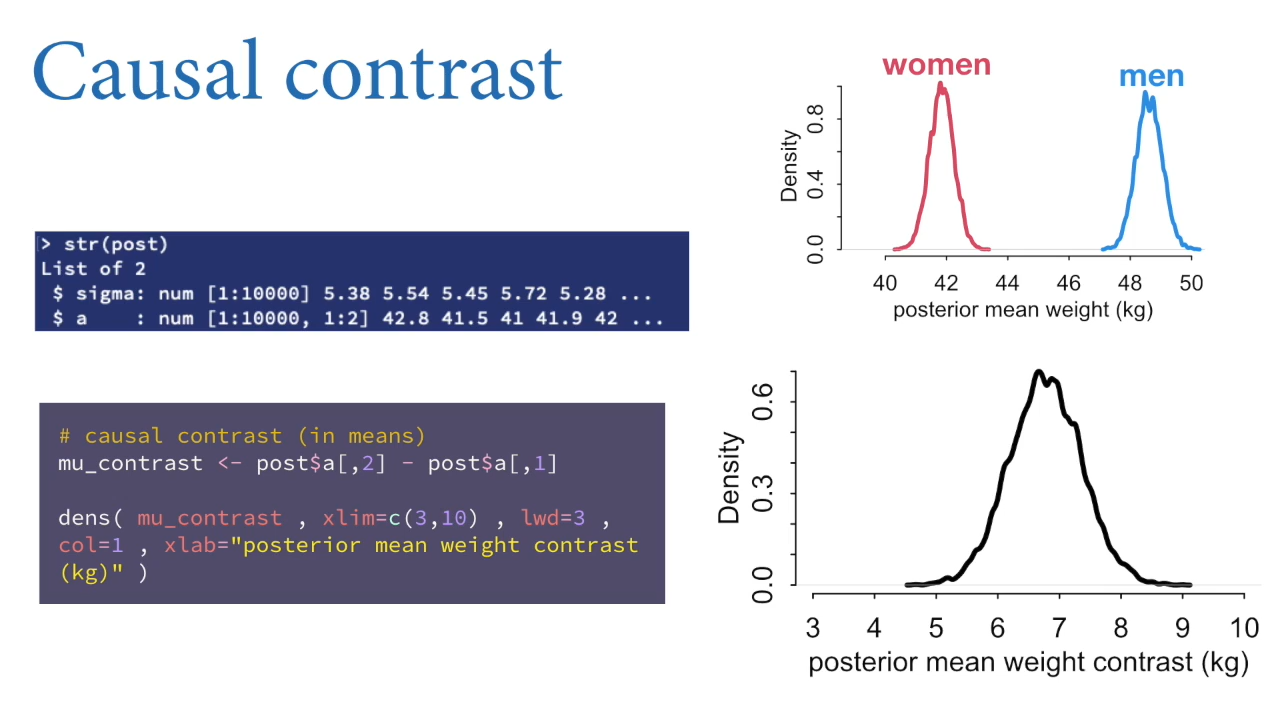 Causal contrast
> str(post)
List of 2
$ sigma: num [1:10000] 5.38 5.54 5.45 5.72 5.28 ...
$ a    : num [1:10000, 1:2] 42.8 41.5 41 41.9 42 ...
# causal contrast (in means)
mu_contrast <- post$a[,2] - post$a[,1]
dens( mu_contrast , xlim=c(3,10) , lwd=3 ,
col=1 , xlab="posterior mean weight contrast
(kg)" )
women
men
Density
0.0 0.4 0.8
40 42 44 46 48 50
posterior mean weight (kg)
Density
0.0 0.3 0.6
3 4 5 6 7 8 9 10
posterior mean weight contrast (kg)